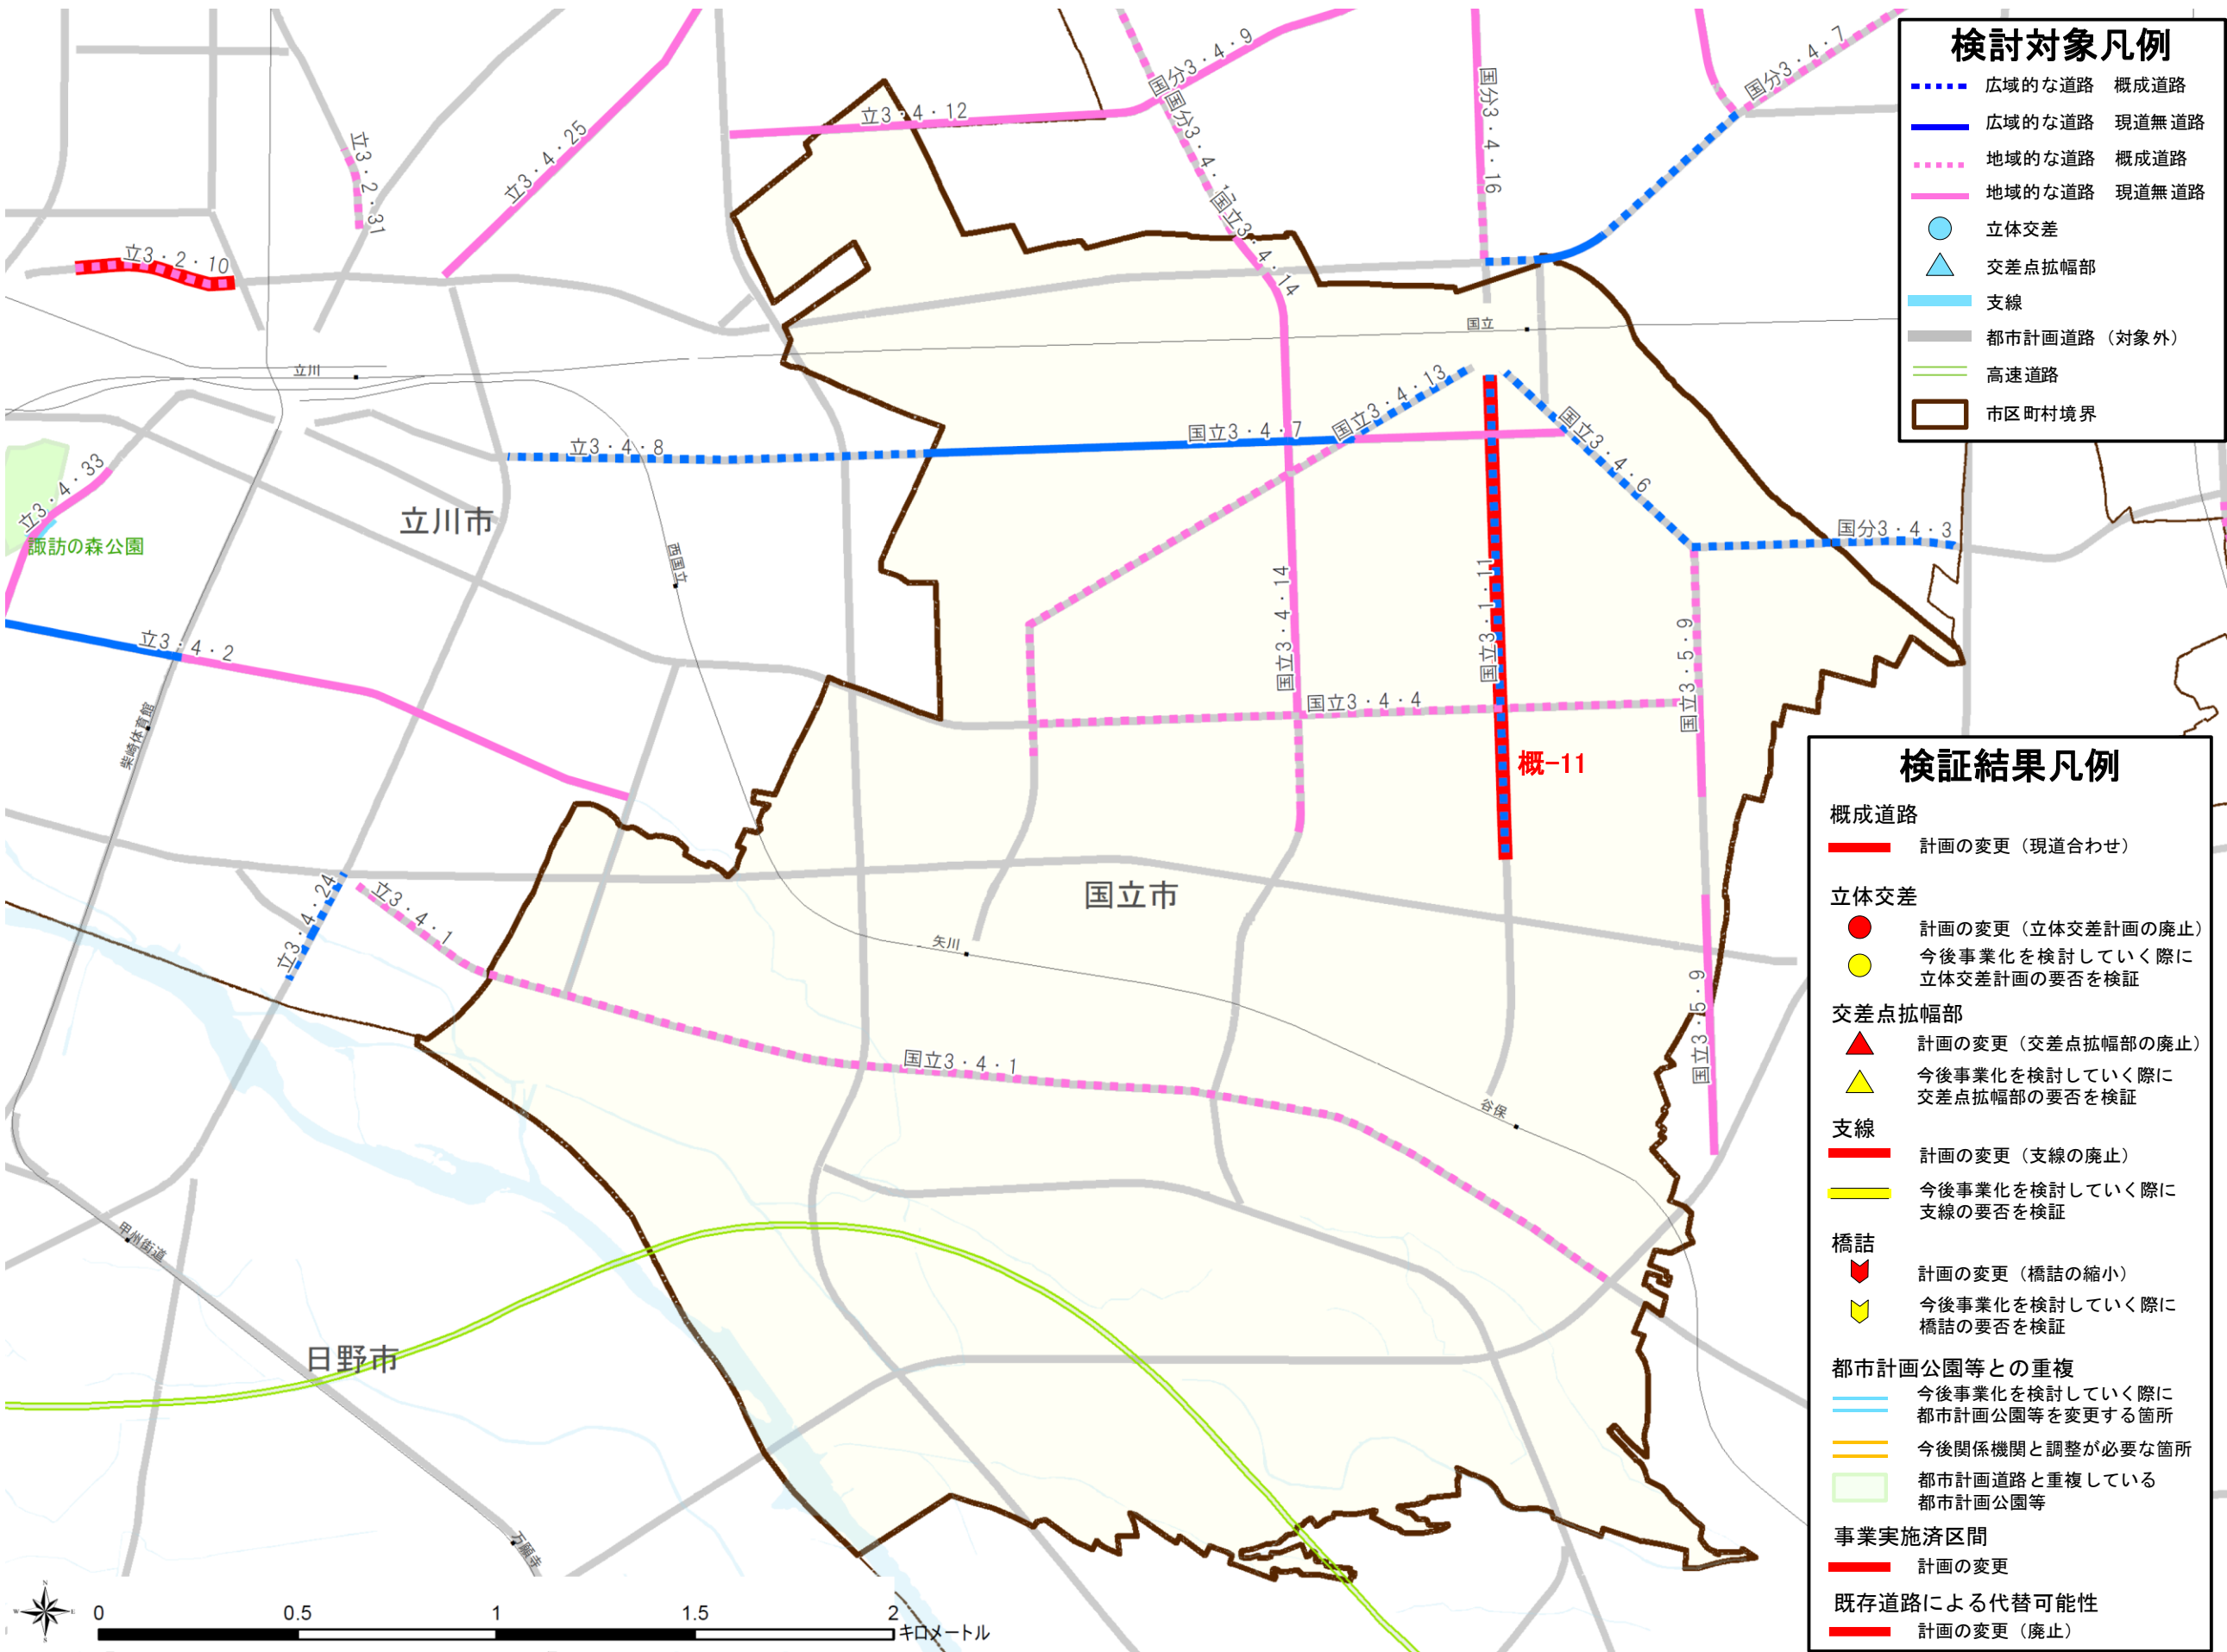 検討対象凡例
広域的な道路　概成道路
広域的な道路　現道無道路
地域的な道路　概成道路
地域的な道路　現道無道路
立体交差
交差点拡幅部
支線
都市計画道路（対象外）
高速道路
市区町村境界
国分3・4・9
国分3・4・7
立3・4・12
国分3・4・16
立3・4・25
立3・2・31
国立3・4・14
立3・2・10
国立
立川
国立3・4・13
国立3・4・7
立3・4・8
国立3・4・6
立3・4・33
立川市
諏訪の森公園
西国立
国分3・4・3
国立3・4・14
国立3・1・11
国立3・5・9
立3・4・2
国立3・4・4
柴崎体育館
概-11
立3・4・24
立3・4・1
国立市
矢川
国立3・5・9
国立3・4・1
谷保
甲州街道
日野市
万願寺
検証結果凡例
概成道路
計画の変更（現道合わせ）
立体交差
計画の変更（立体交差計画の廃止）
今後事業化を検討していく際に
立体交差計画の要否を検証
交差点拡幅部
計画の変更（交差点拡幅部の廃止）
今後事業化を検討していく際に
交差点拡幅部の要否を検証
支線
計画の変更（支線の廃止）
今後事業化を検討していく際に
支線の要否を検証
橋詰
計画の変更（橋詰の縮小）
今後事業化を検討していく際に
橋詰の要否を検証
都市計画公園等との重複
今後事業化を検討していく際に
都市計画公園等を変更する箇所
今後関係機関と調整が必要な箇所
都市計画道路と重複している
都市計画公園等
事業実施済区間
計画の変更
既存道路による代替可能性
計画の変更（廃止）
N
W
E
S
0 0.5 1 1.5 2
キロメートル